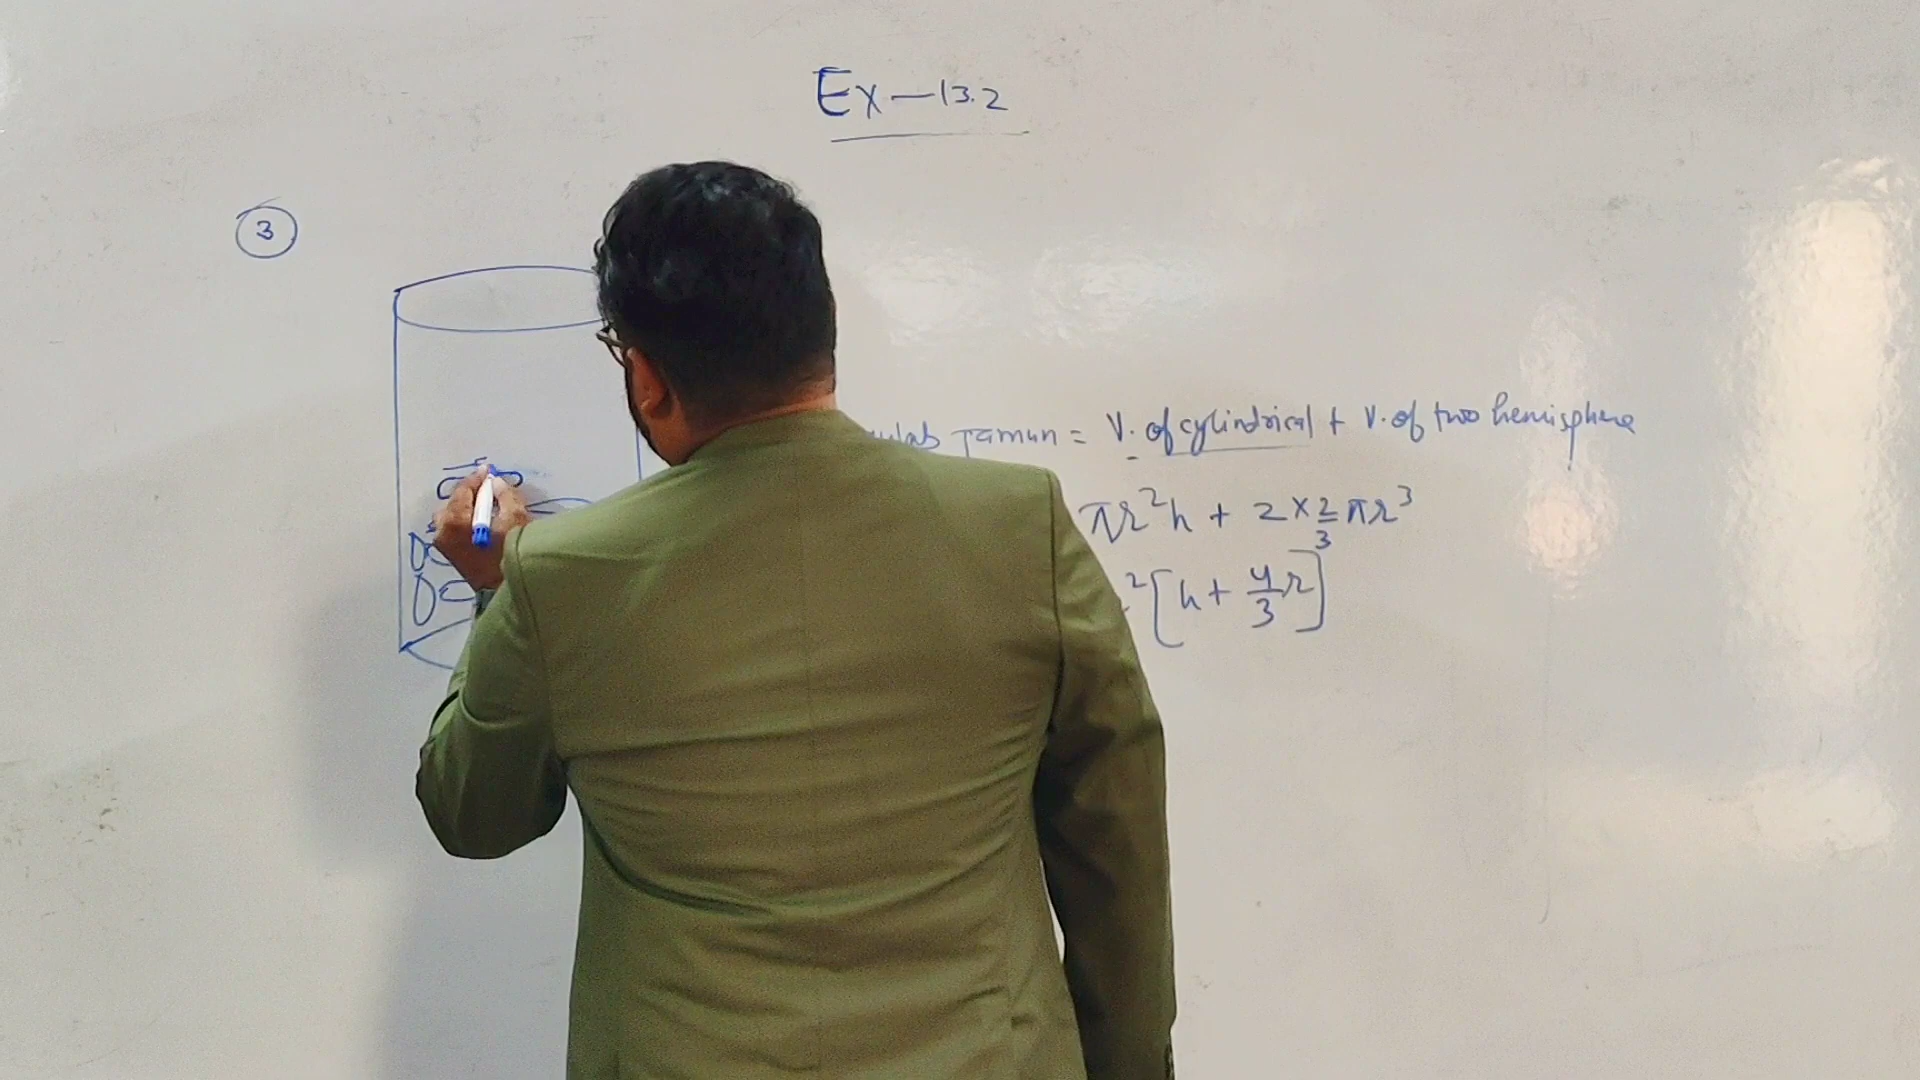 Ex-13.2
3
Jamun = V. of cylindrical + V. of two hemisphere
πr²h + 2 × 2/3 πr³
² [h + 4/3 r]